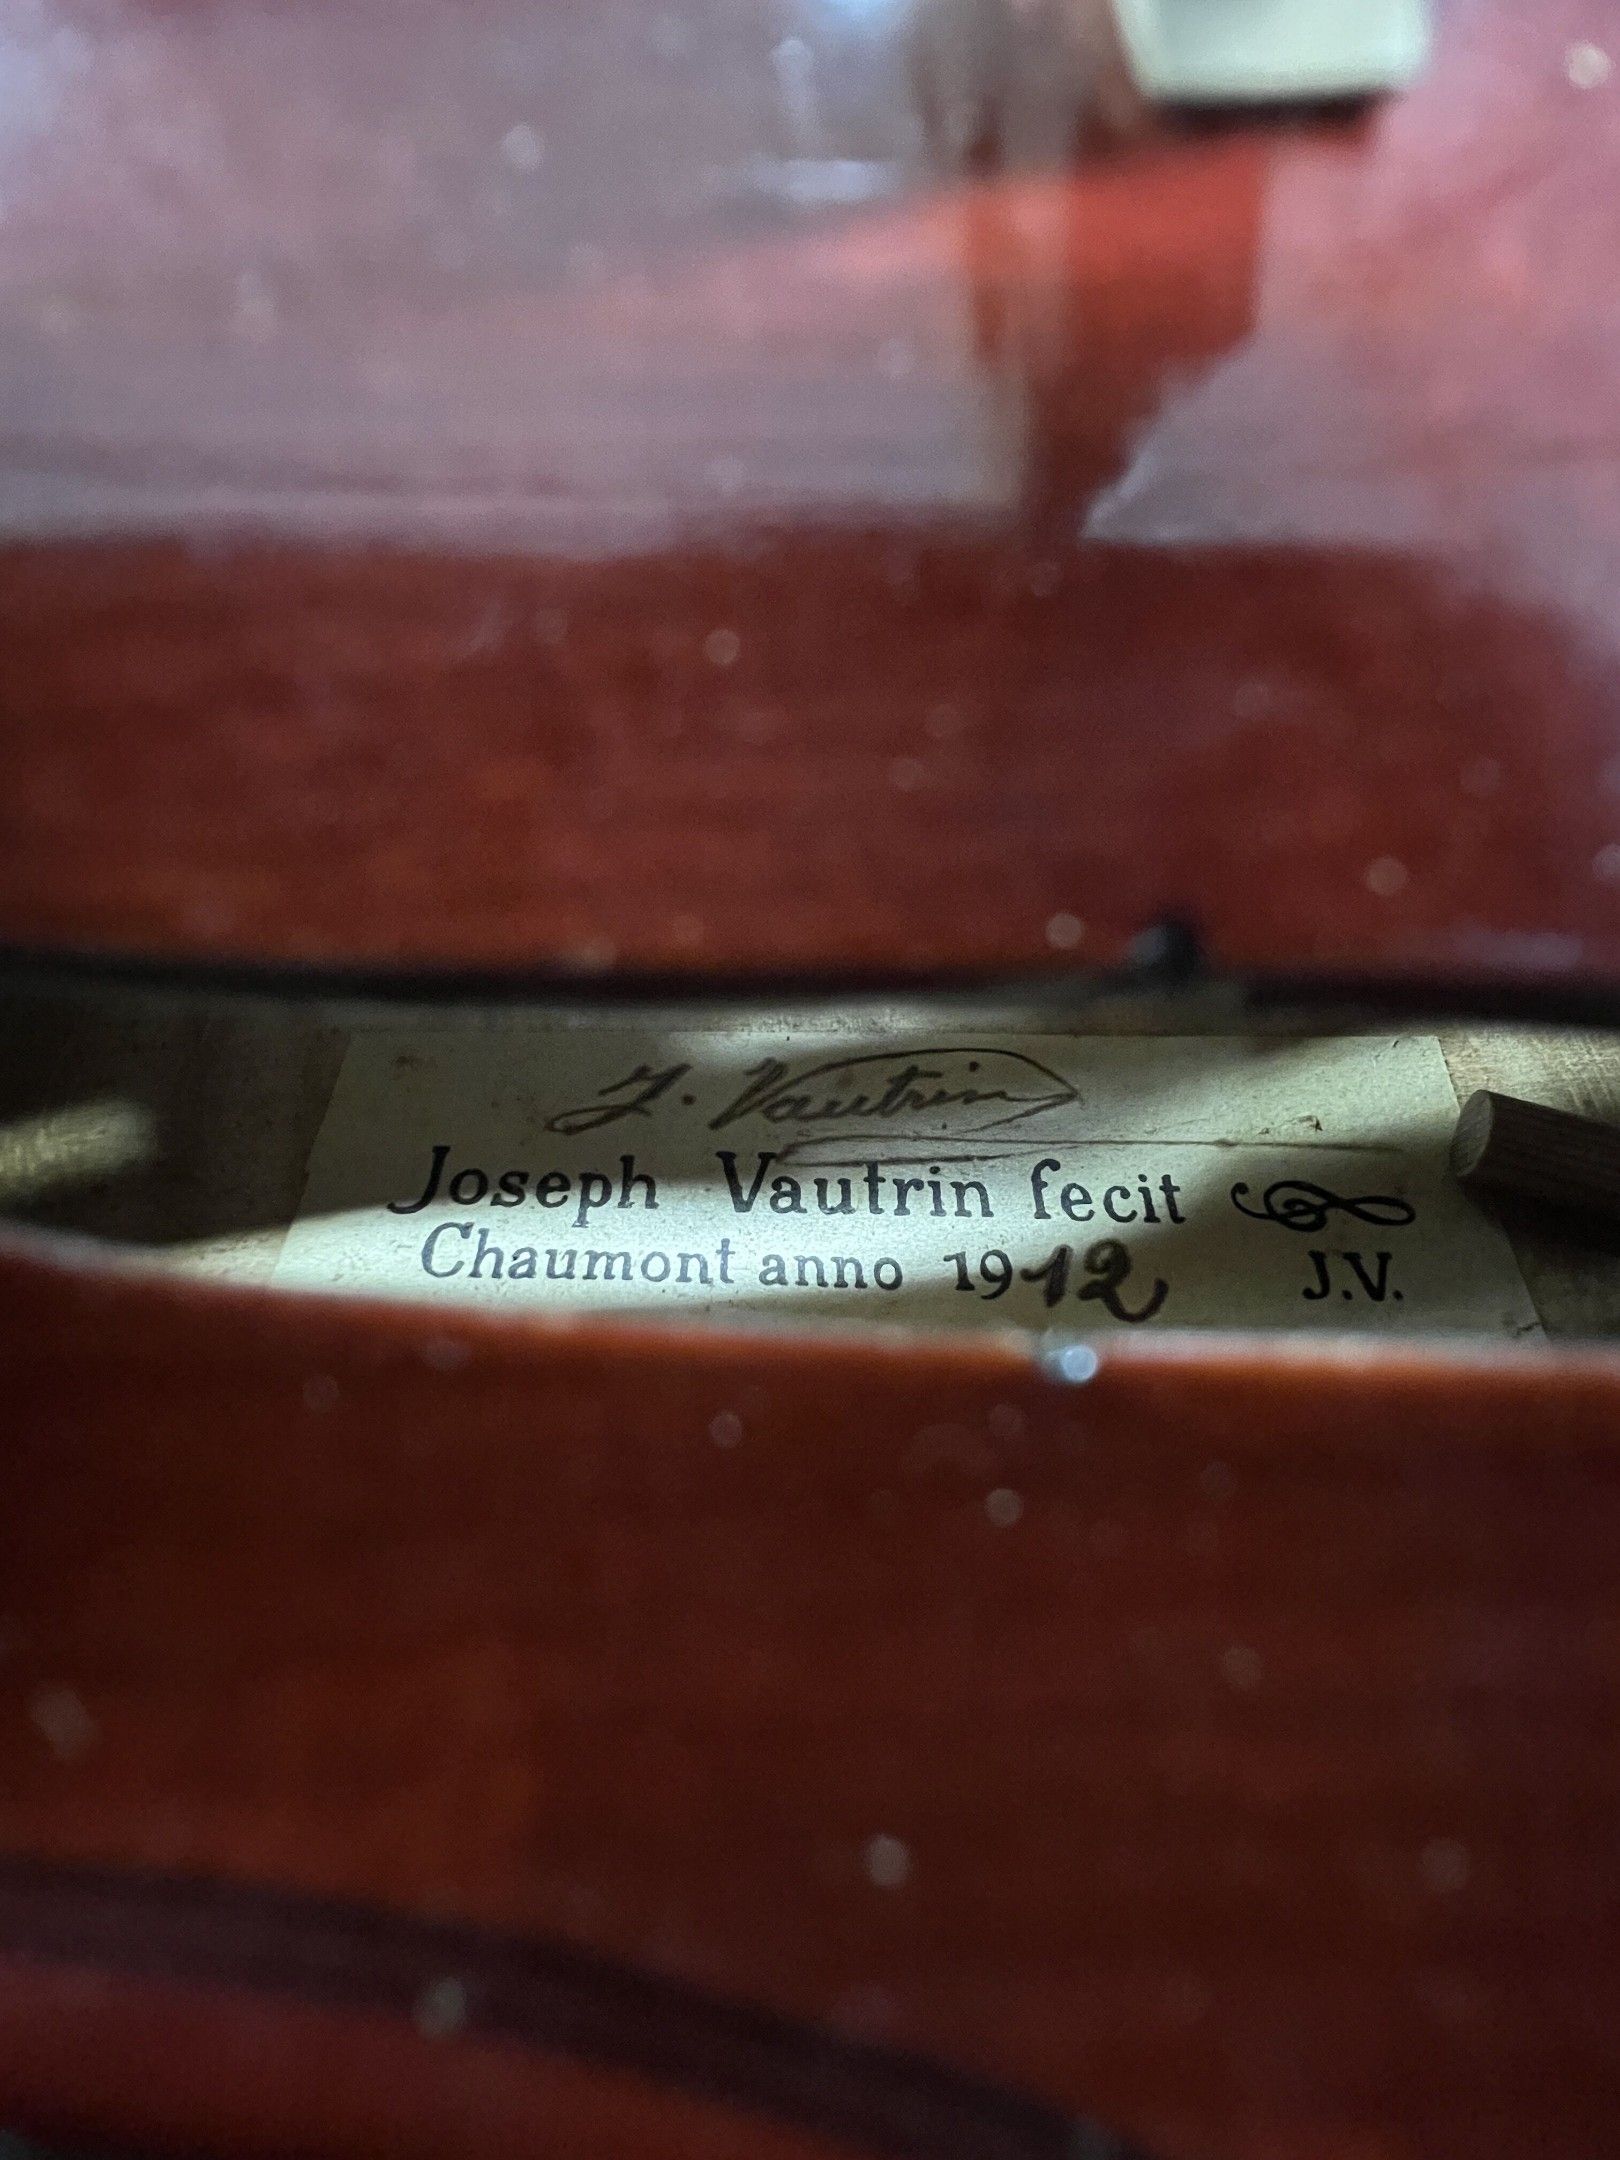 J. Vautrin
Joseph Vautrin fecit
Chaumont anno 1912 J.V.